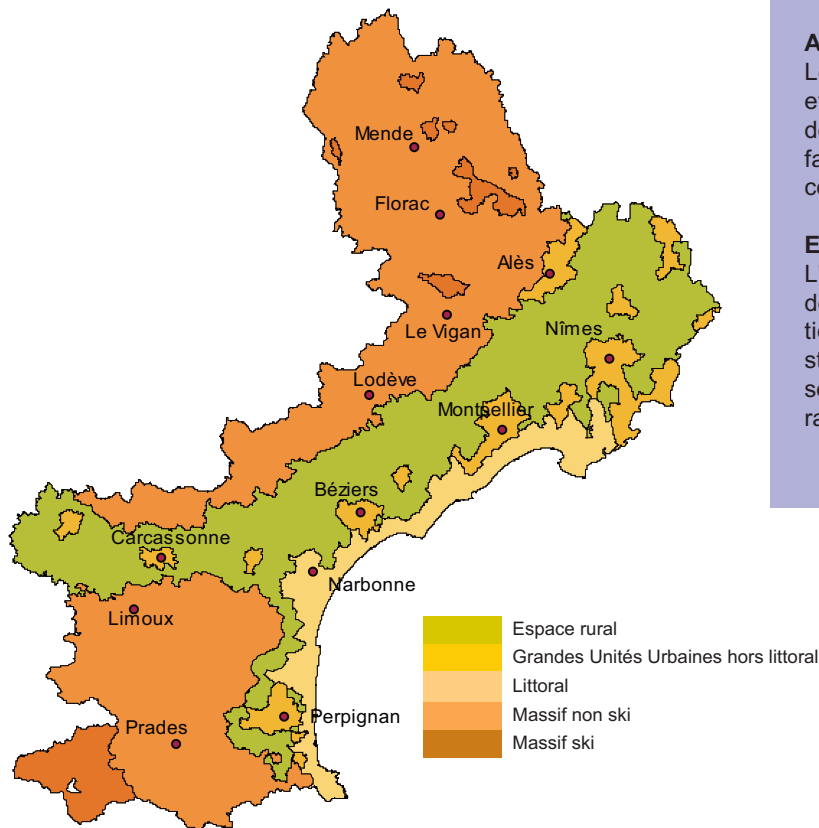 Mende
Florac
Alès
Le Vigan
Nîmes
Lodève
Montpellier
Béziers
Carcassonne
Narbonne
Limoux
Perpignan
Prades
Espace rural
Grandes Unités Urbaines hors littoral
Littoral
Massif non ski
Massif ski